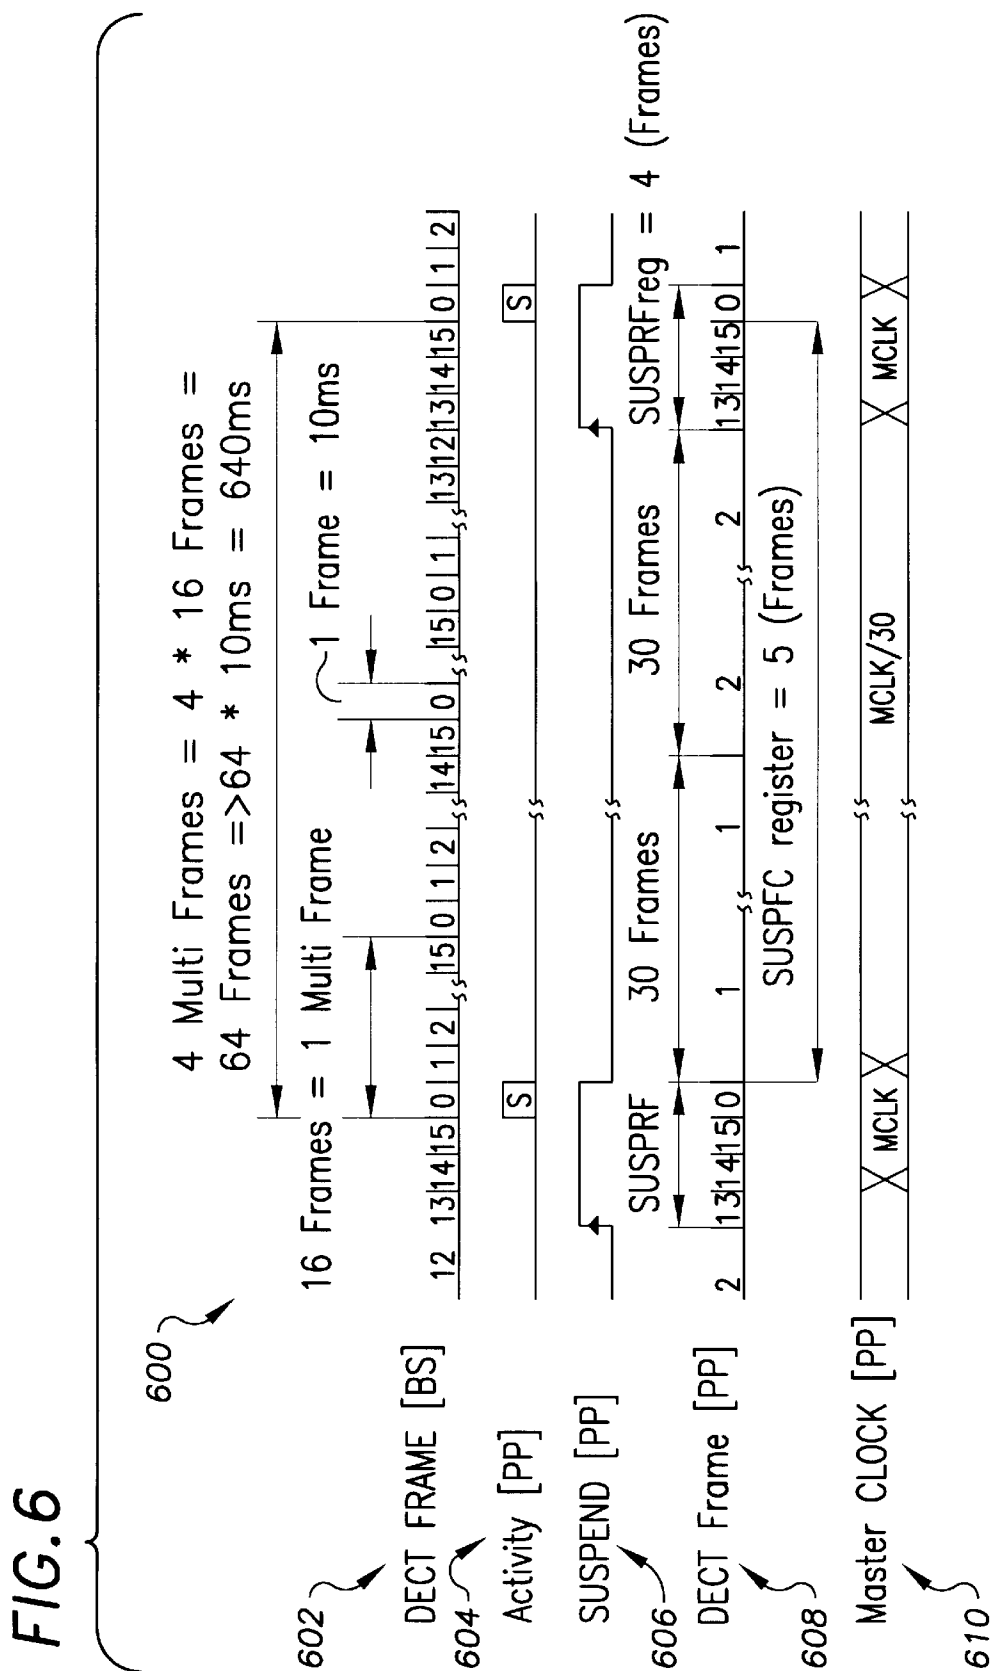 FIG. 6
600
4 Multi Frames = 4 * 16 Frames =
64 Frames =>64 * 10ms = 640ms
16 Frames = 1 Multi Frame
1 Frame = 10ms
602
DECT FRAME [BS]
12 13 14 15 0 1 2 15 0 1 2 14 15 0 15 0 1 13 12 13 14 15 0 1 2
604
Activity [PP]
S S
SUSPEND [PP]
606
SUSPRF 30 Frames 30 Frames SUSPRFreg = 4 (Frames)
DECT Frame [PP]
608
2 13 14 15 0 1 1 2 2 13 14 15 0 1
SUSPFC register = 5 (Frames)
Master CLOCK [PP]
610
MCLK MCLK/30 MCLK